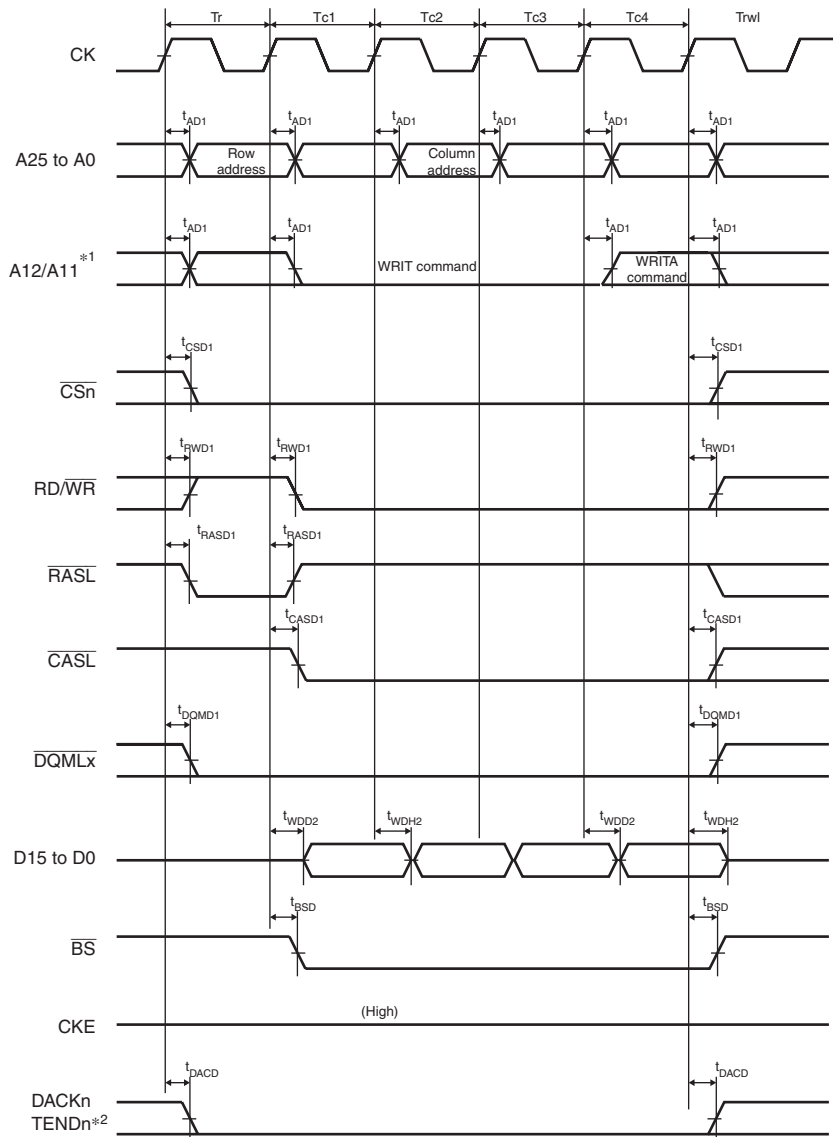 Tr Tc1 Tc2 Tc3 Tc4 Trwl
CK
tAD1 tAD1 tAD1 tAD1 tAD1 tAD1
A25 to A0
Row address
Column address
tAD1 tAD1 tAD1 tAD1
A12/A11*1
WRIT command
WRITA command
tCSD1 tCSD1
CSn
tRWD1 tRWD1 tRWD1
RD/WR
tRASD1 tRASD1
RASL
tCASD1 tCASD1
CASL
tDQMD1 tDQMD1
DQMLx
tWDD2 tWDH2 tWDD2 tWDH2
D15 to D0
tBSD tBSD
BS
(High)
CKE
tDACD tDACD
DACKn
TENDn*2